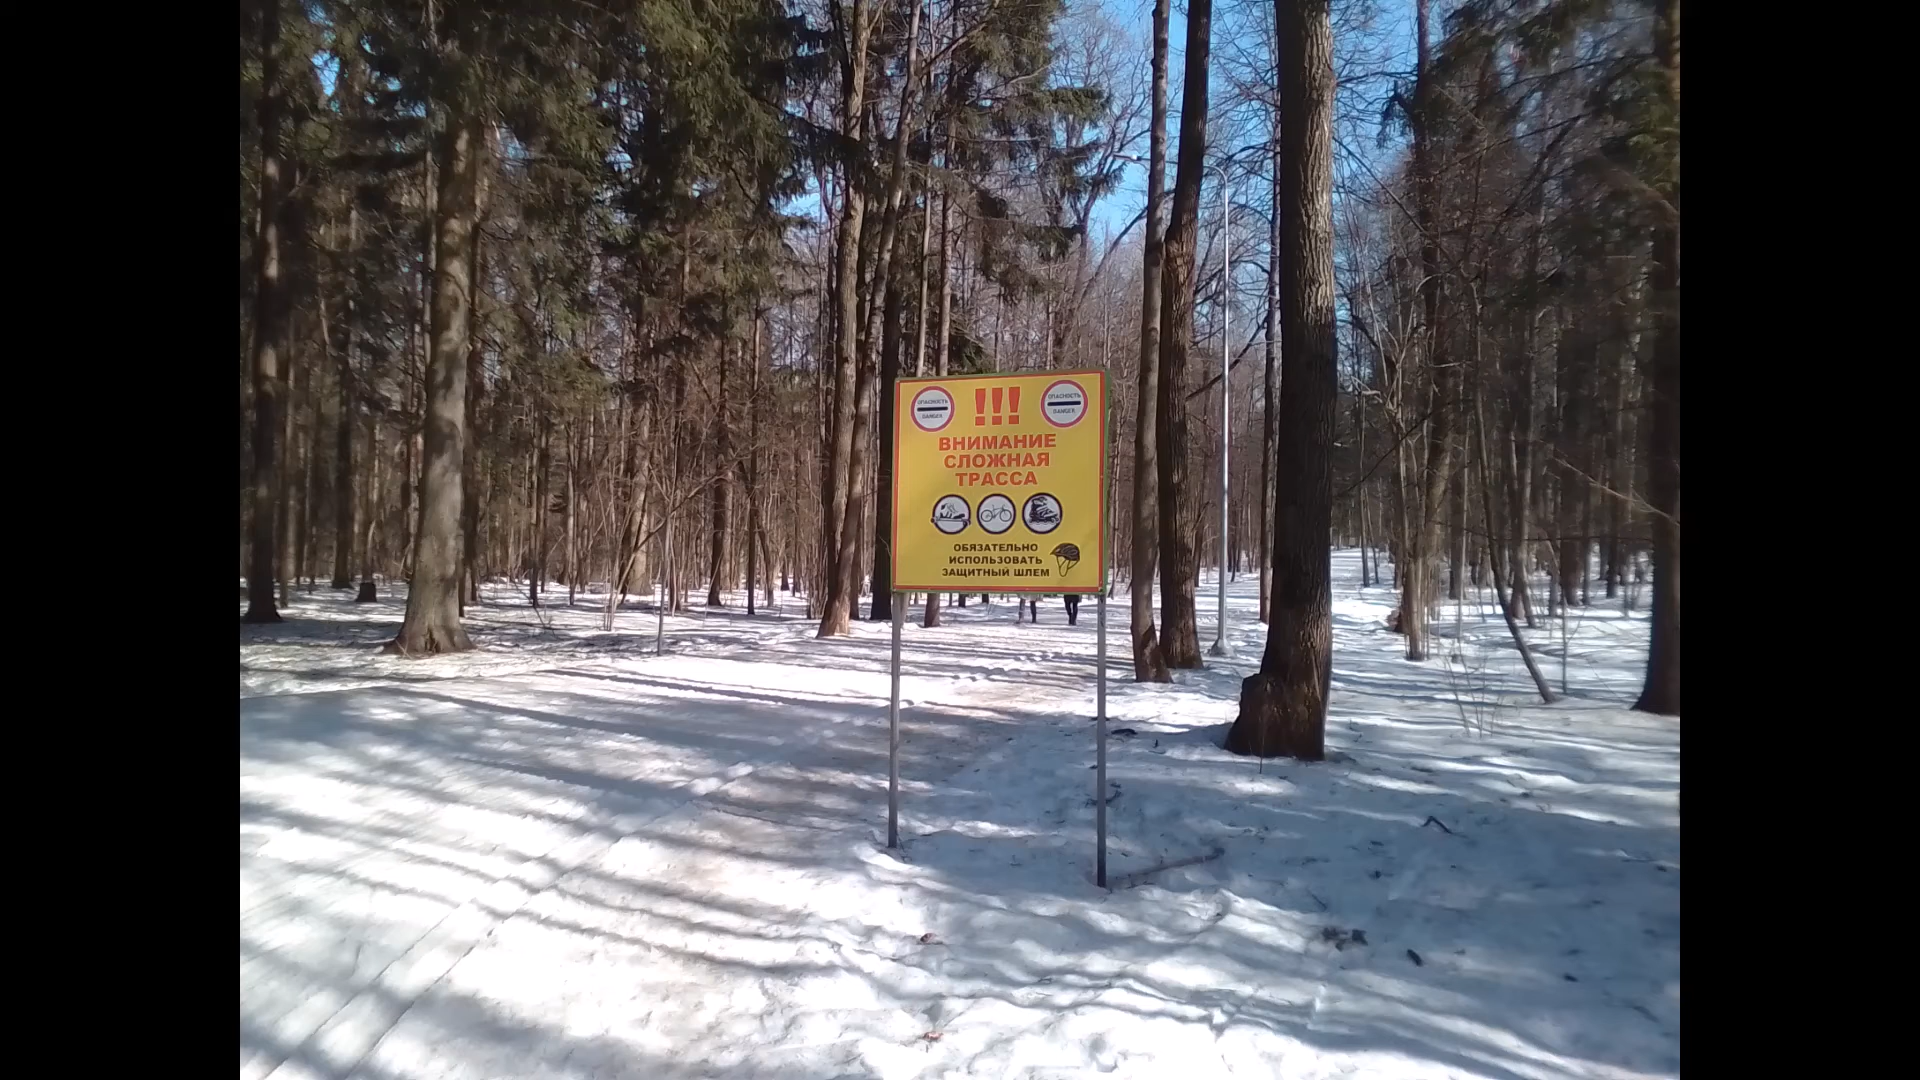 ОПАСНОСТЬ
DANGER
!!!
ОПАСНОСТЬ
DANGER
ВНИМАНИЕ
СЛОЖНАЯ
ТРАССА
ОБЯЗАТЕЛЬНО
ИСПОЛЬЗОВАТЬ
ЗАЩИТНЫЙ ШЛЕМ